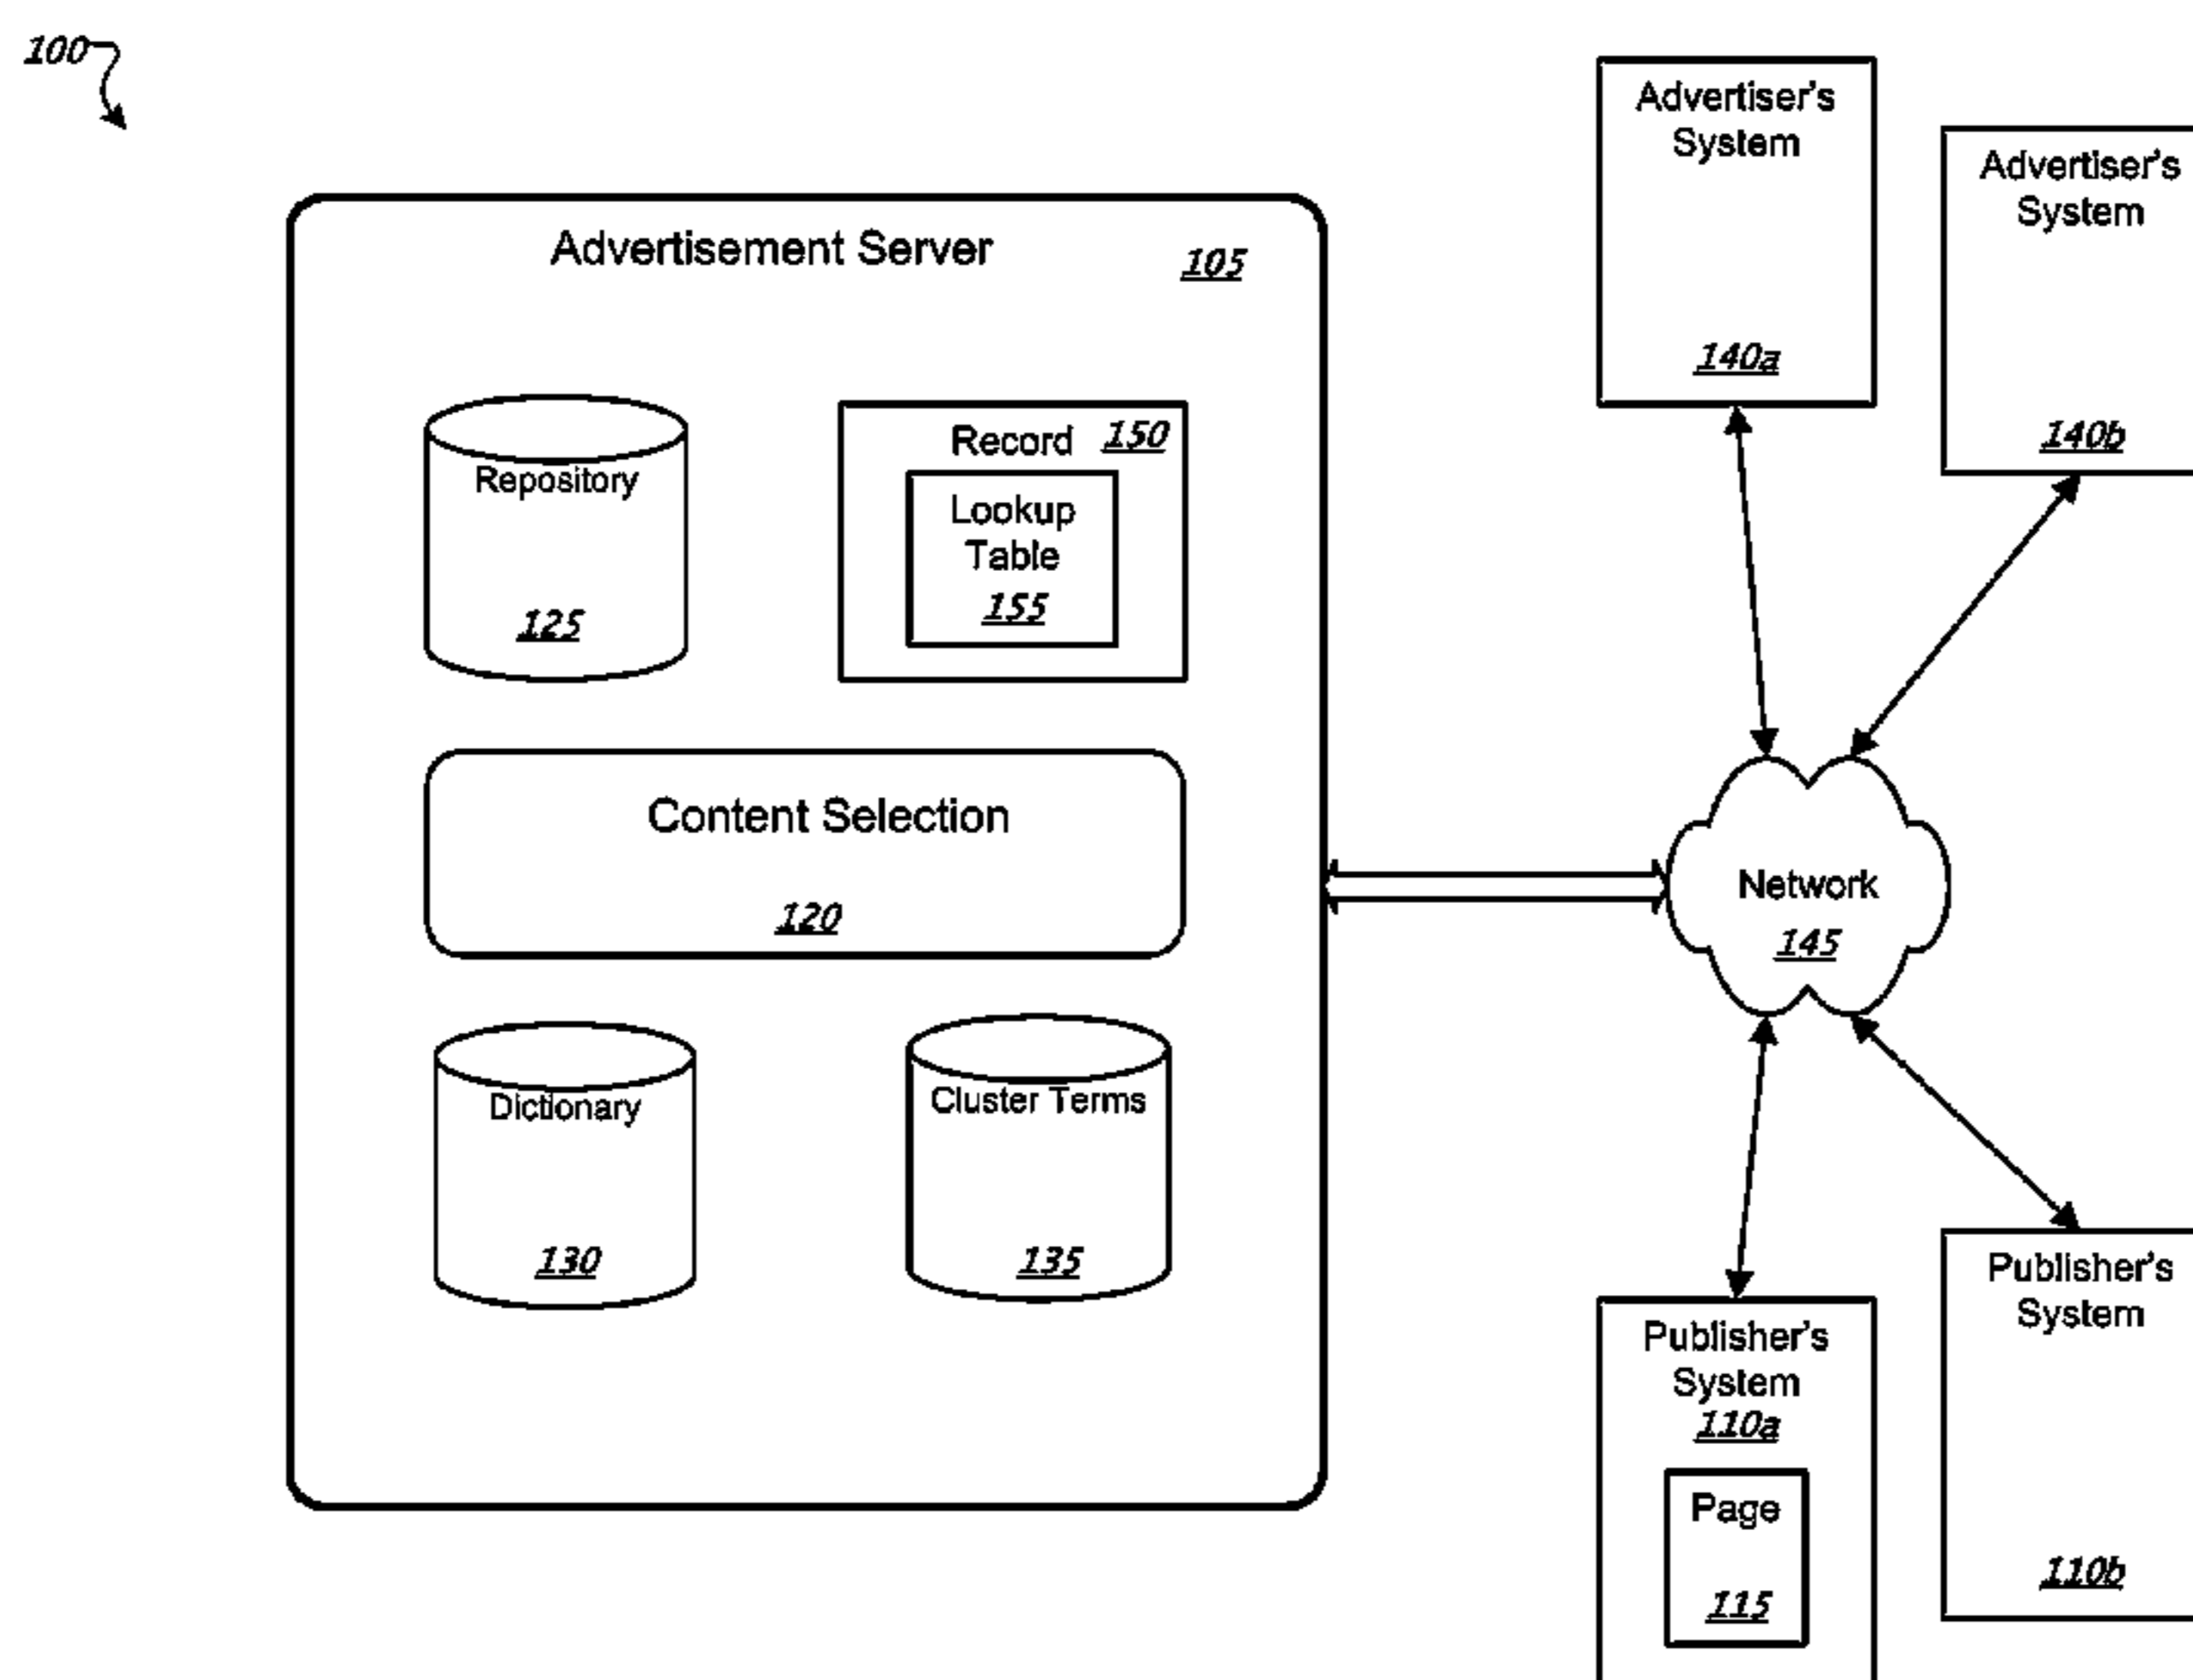 100
Advertisement Server
105
Repository
125
Record 150
Lookup
Table
155
Content Selection
120
Dictionary
130
Cluster Terms
135
Advertiser's
System
140a
Advertiser's
System
140b
Network
145
Publisher's
System
110a
Page
115
Publisher's
System
110b